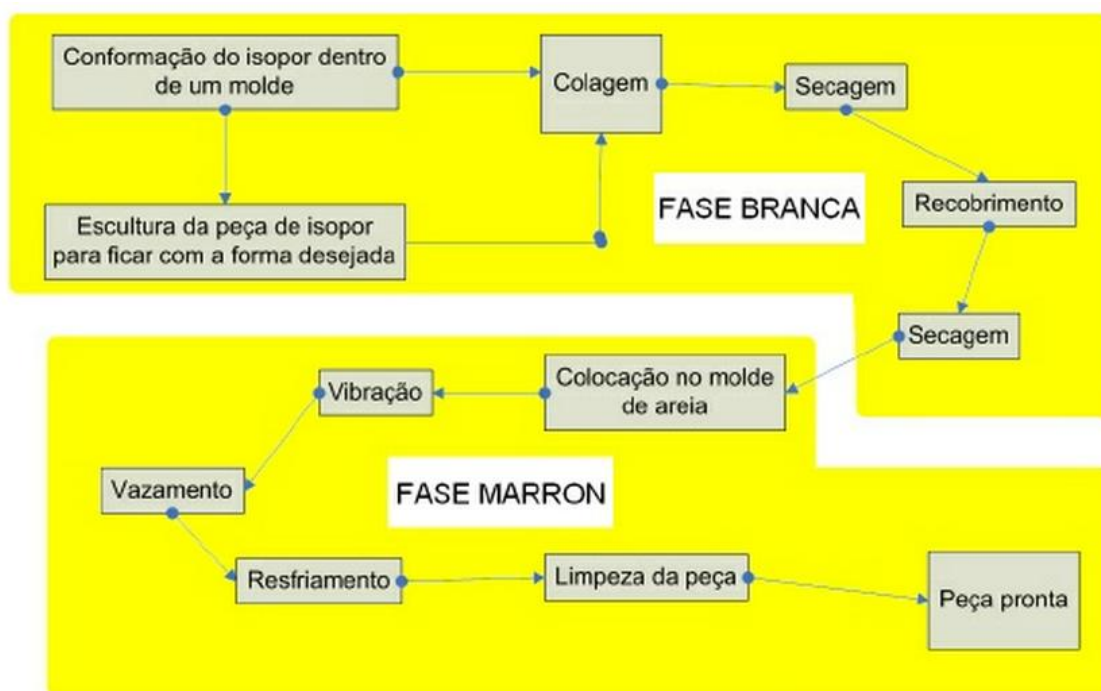 Conformação do isopor dentro
de um molde
Colagem
Secagem
Escultura da peça de isopor
para ficar com a forma desejada
FASE BRANCA
Recobrimento
Secagem
Colocação no molde
de areia
Vibração
Vazamento
FASE MARRON
Resfriamento
Limpeza da peça
Peça pronta